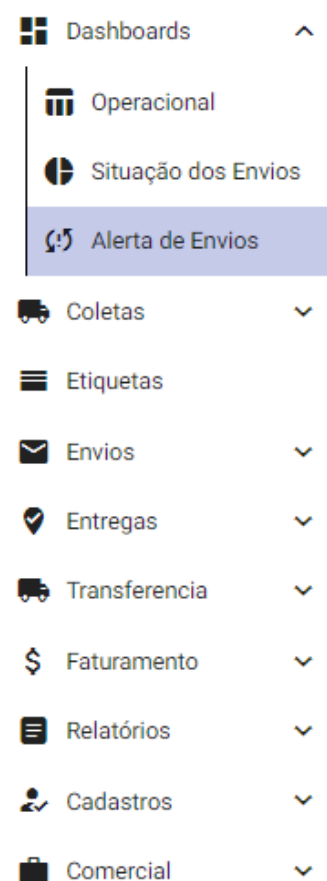 Dashboards
Operacional
Situação dos Envios
Alerta de Envios
Coletas
Etiquetas
Envios
Entregas
Transferencia
Faturamento
Relatórios
Cadastros
Comercial